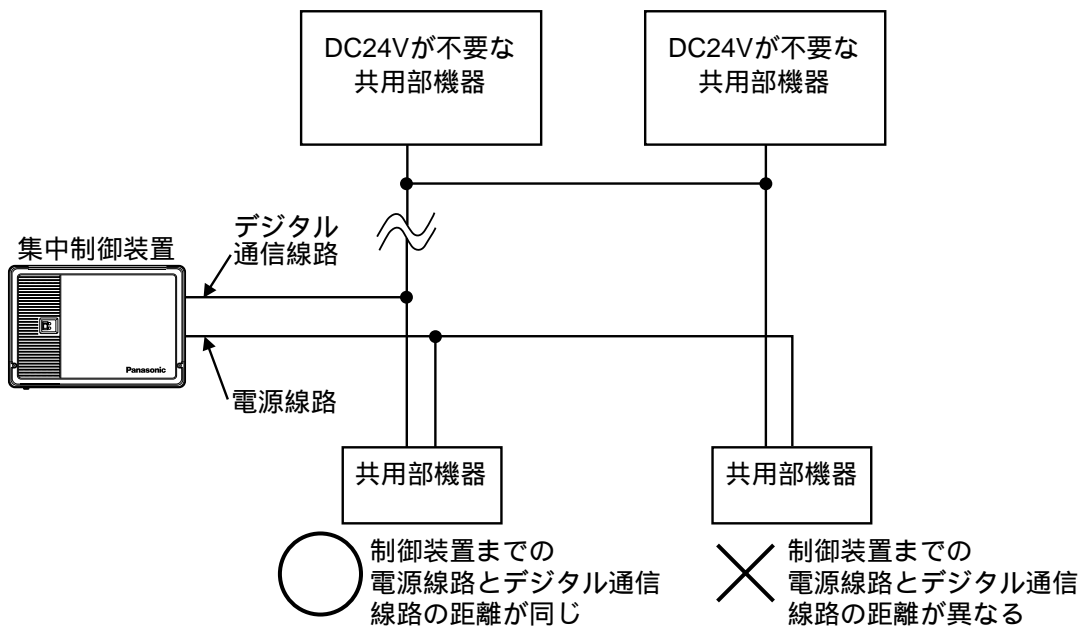 DC24Vが不要な
共用部機器
DC24Vが不要な
共用部機器
デジタル
通信線路
集中制御装置
Panasonic
電源線路
共用部機器
共用部機器
制御装置までの
電源線路とデジタル通信
線路の距離が同じ
制御装置までの
電源線路とデジタル通信
線路の距離が異なる